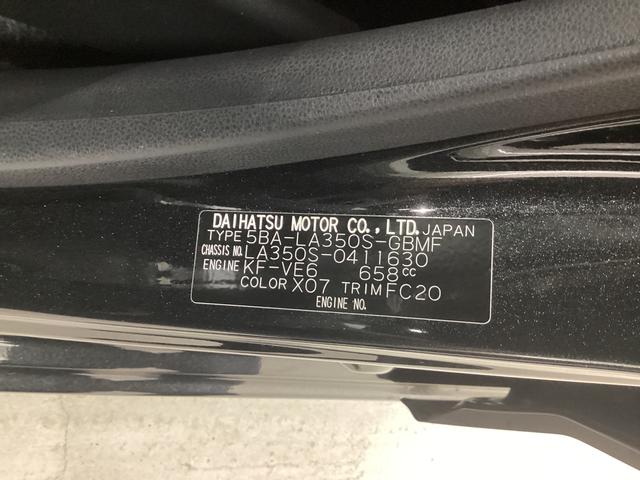 DAIHATSU MOTOR CO., LTD. JAPAN
TYPE 5BA-LA350S-GBMF
CHASSIS NO. LA350S-0411630
ENGINE KF-VE6 658cc
COLOR X07 TRIM FC20
ENGINE NO.